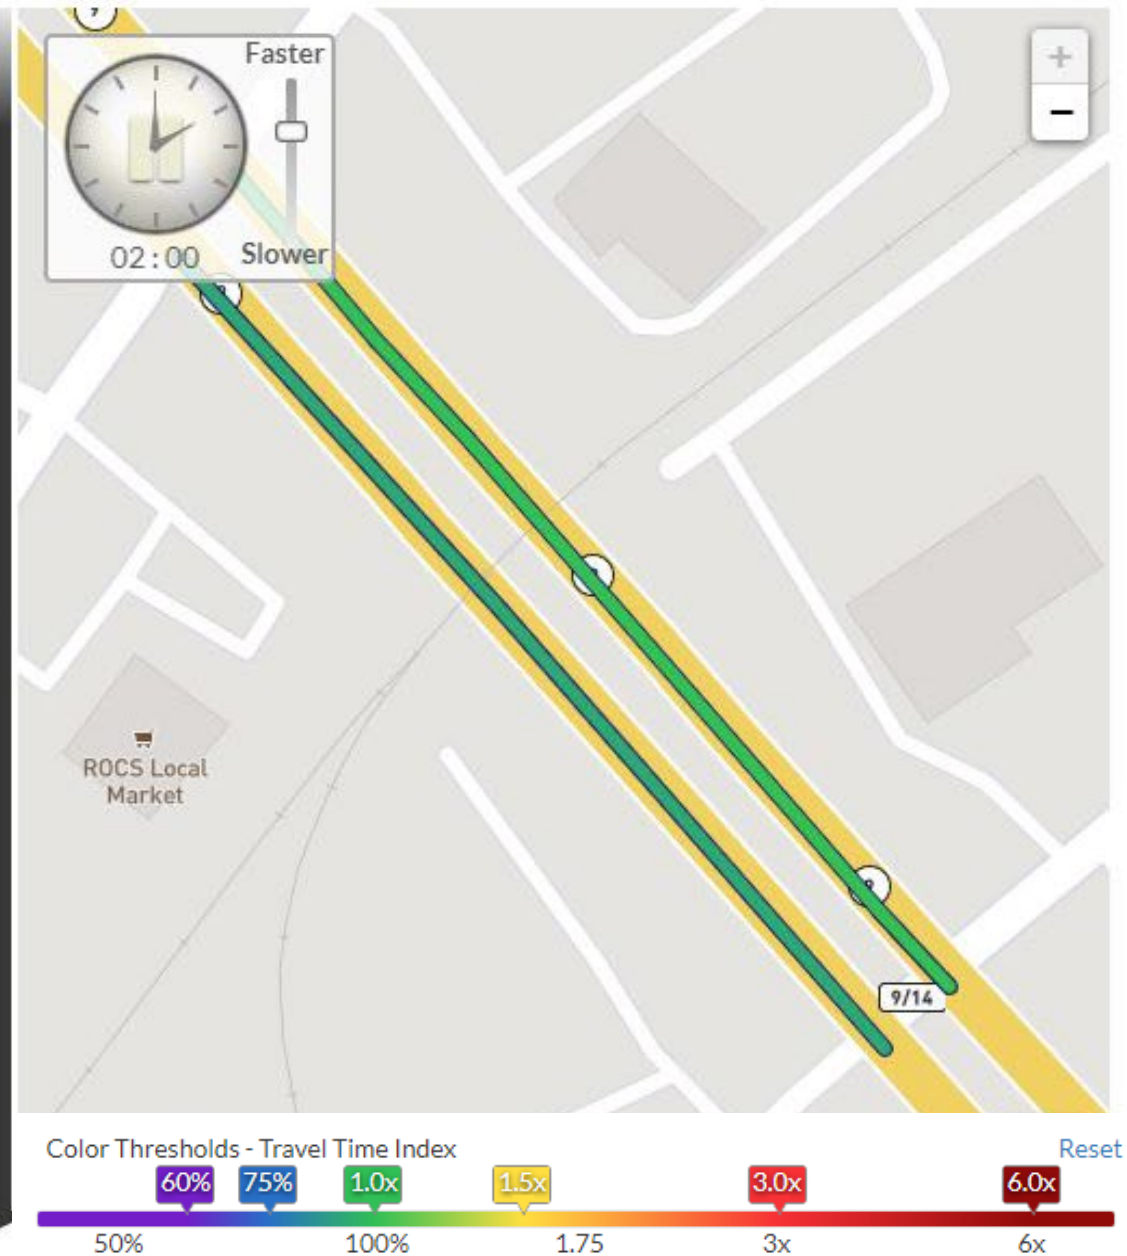 9
Faster
02:00
Slower
ROCS Local
Market
9/14
Color Thresholds - Travel Time Index
Reset
60% 75% 1.0x 1.5x 3.0x 6.0x
50% 100% 1.75 3x 6x